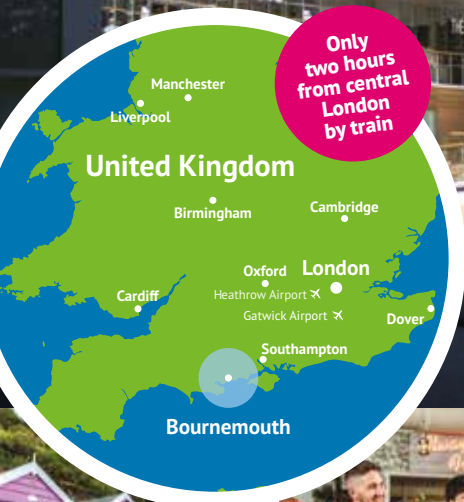 Only
two hours
from central
London
by train
Manchester
Liverpool
United Kingdom
Birmingham
Cambridge
Oxford
London
Heathrow Airport
Cardiff
Gatwick Airport
Dover
Southampton
Bournemouth